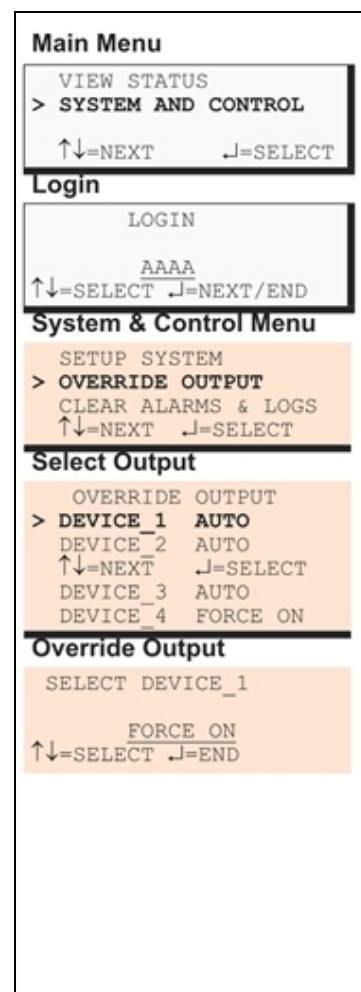 Main Menu
VIEW STATUS
> SYSTEM AND CONTROL
↑↓=NEXT ↵=SELECT
Login
LOGIN
AAAA
↑↓=SELECT ↵=NEXT/END
System & Control Menu
SETUP SYSTEM
> OVERRIDE OUTPUT
CLEAR ALARMS & LOGS
↑↓=NEXT ↵=SELECT
Select Output
OVERRIDE OUTPUT
> DEVICE_1 AUTO
DEVICE_2 AUTO
↑↓=NEXT ↵=SELECT
DEVICE_3 AUTO
DEVICE_4 FORCE ON
Override Output
SELECT DEVICE_1
FORCE ON
↑↓=SELECT ↵=END